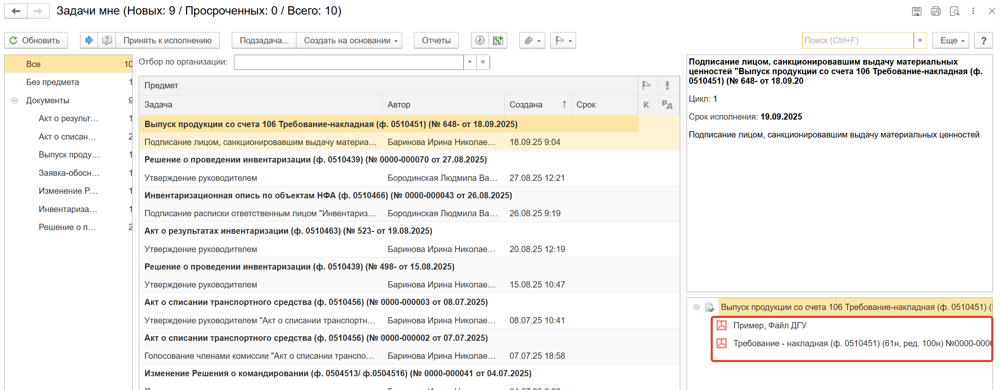 Задачи мне (Новых: 9 / Просроченных: 0 / Всего: 10)
Обновить
Принять к исполнению
Подзадача...
Создать на основании
Отчеты
Поиск (Ctrl+F)
×
Еще
?
Все 10
Без предмета 1
Документы 9
Акт о результ… 1
Акт о списан… 2
Выпуск проду… 1
Заявка-обосн… 1
Изменение Р… 1
Инвентариза… 1
Решение о п… 2
Отбор по организации:
×
Предмет
Задача Автор Создана ↑ Срок К Рд
Выпуск продукции со счета 106 Требование-накладная (ф. 0510451) (№ 648- от 18.09.2025)
Подписание лицом, санкционировавшим выдачу материа… Баринова Ирина Николае… 18.09.25 9:04
Решение о проведении инвентаризации (ф. 0510439) (№ 0000-000070 от 27.08.2025)
Утверждение руководителем Бородинская Людмила Ва… 27.08.25 12:21
Инвентаризационная опись по объектам НФА (ф. 0510466) (№ 0000-000043 от 26.08.2025)
Подписание расписки ответственным лицом "Инвентариз… Бородинская Людмила Ва… 26.08.25 9:19
Акт о результатах инвентаризации (ф. 0510463) (№ 523- от 19.08.2025)
Утверждение руководителем Баринова Ирина Николае… 20.08.25 12:19
Решение о проведении инвентаризации (ф. 0510439) (№ 498- от 15.08.2025)
Утверждение руководителем Баринова Ирина Николае… 15.08.25 10:47
Акт о списании транспортного средства (ф. 0510456) (№ 0000-000003 от 08.07.2025)
Утверждение руководителем "Акт о списании транспортн… Баринова Ирина Николае… 08.07.25 10:41
Акт о списании транспортного средства (ф. 0510456) (№ 0000-000002 от 07.07.2025)
Голосование членами комиссии "Акт о списании транспо… Баринова Ирина Николае… 07.07.25 18:58
Изменение Решения о командировании (ф. 0504513/ ф.0504516) (№ 0000-000041 от 04.07.2025)
Подписание лицом, санкционировавшим выдачу материальных
ценностей "Выпуск продукции со счета 106 Требование-накладная (ф.
0510451) (№ 648- от 18.09.20
Цикл: 1
Срок исполнения: 19.09.2025
Подписание лицом, санкционировавшим выдачу материальных ценностей
Выпуск продукции со счета 106 Требование-накладная (ф. 0510451) (
Пример, Файл ДГУ
Требование - накладная (ф. 0510451) (61н, ред. 100н) №0000-000